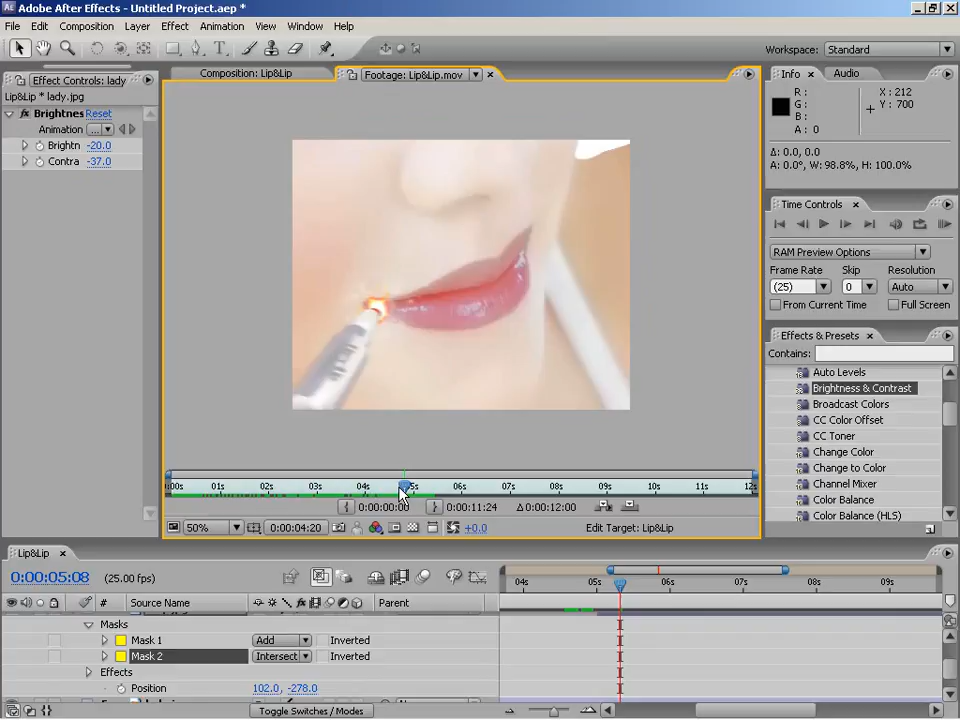 Adobe After Effects - Untitled Project.aep *
File Edit Composition Layer Effect Animation View Window Help
Workspace: Standard
Effect Controls: lady
Lip&Lip * lady.jpg
Brightnes Reset
Animation ...
Brightn -20.0
Contra -37.0
Composition: Lip&Lip
Footage: Lip&Lip.mov
0:00s 01s 02s 03s 04s 05s 06s 07s 08s 09s 10s 11s 12s
0:00:00:00 0:00:11:24 Δ 0:00:12:00
50% 0:00:04:20 +0.0 Edit Target: Lip&Lip
Info Audio
R :
G :
B :
A : 0
X : 212
Y : 700
Δ: 0.0, 0.0
A: 0.0°, W: 98.8%, H: 100.0%
Time Controls
RAM Preview Options
Frame Rate Skip Resolution
(25) 0 Auto
From Current Time Full Screen
Effects & Presets
Contains:
Auto Levels
Brightness & Contrast
Broadcast Colors
CC Color Offset
CC Toner
Change Color
Change to Color
Channel Mixer
Color Balance
Color Balance (HLS)
Lip&Lip
0:00:05:08 (25.00 fps)
# Source Name Parent
04s 05s 06s 07s 08s 09s
Masks
Mask 1 Add Inverted
Mask 2 Intersect Inverted
Effects
Position 102.0, -278.0
Toggle Switches / Modes